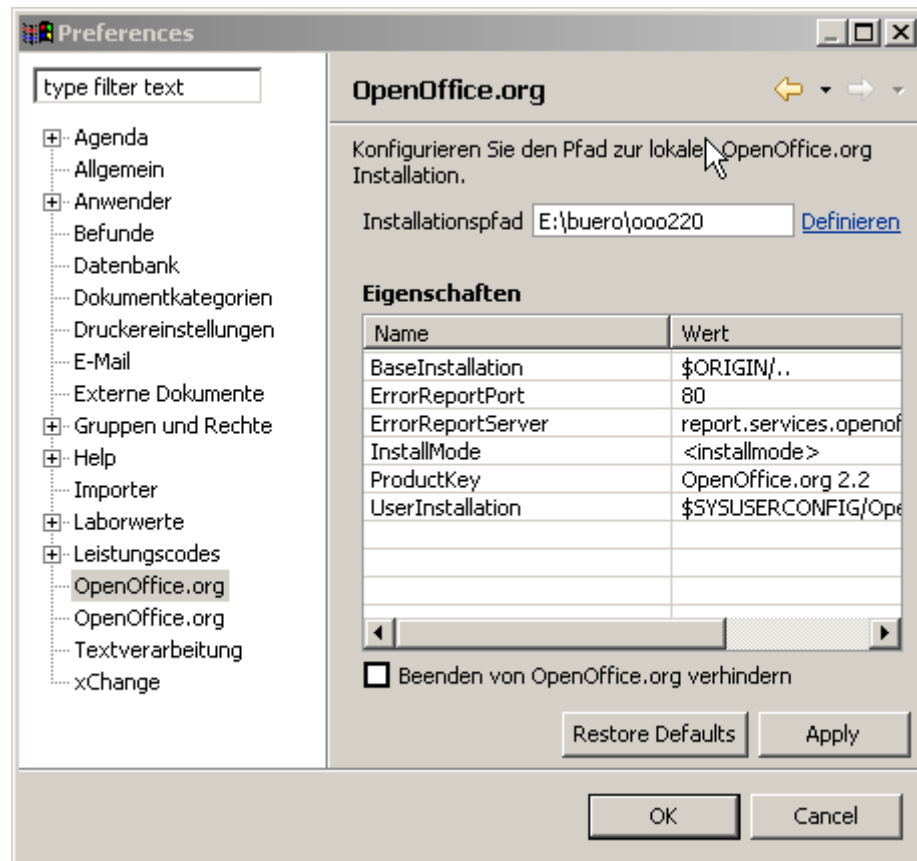 Preferences
type filter text
Agenda
Allgemein
Anwender
Befunde
Datenbank
Dokumentkategorien
Druckereinstellungen
E-Mail
Externe Dokumente
Gruppen und Rechte
Help
Importer
Laborwerte
Leistungscodes
OpenOffice.org
OpenOffice.org
Textverarbeitung
xChange
OpenOffice.org
Konfigurieren Sie den Pfad zur lokalen OpenOffice.org
Installation.
Installationspfad E:\buero\ooo220 Definieren
Eigenschaften
Name Wert
BaseInstallation $ORIGIN/..
ErrorReportPort 80
ErrorReportServer report.services.openof
InstallMode <installmode>
ProductKey OpenOffice.org 2.2
UserInstallation $SYSUSERCONFIG/Ope
Beenden von OpenOffice.org verhindern
Restore Defaults Apply
OK Cancel